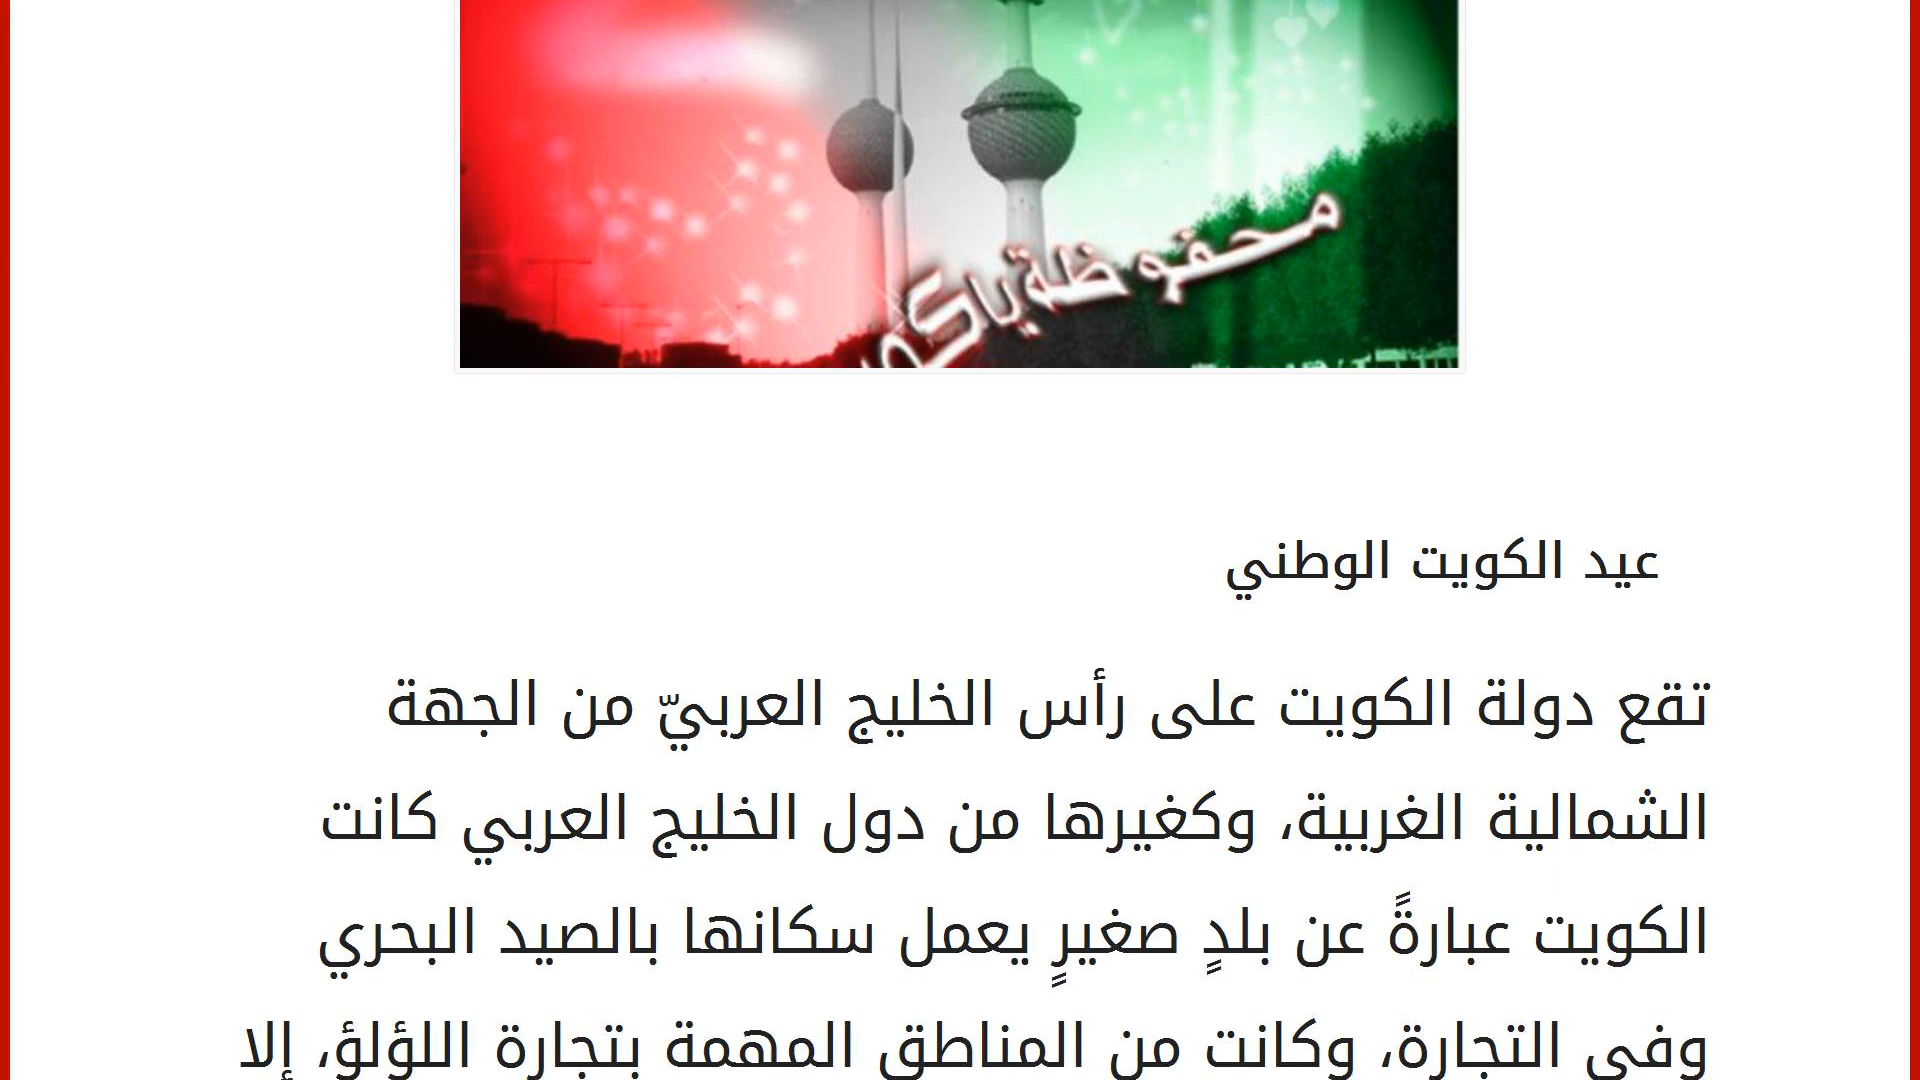 محفوظة ياكو
عيد الكويت الوطني
تقع دولة الكويت على رأس الخليج العربيّ من الجهة
الشمالية الغربية، وكغيرها من دول الخليج العربي كانت
الكويت عبارةً عن بلدٍ صغيرٍ يعمل سكانها بالصيد البحري
وفي التجارة، وكانت من المناطق المهمة بتجارة اللؤلؤ، إلا